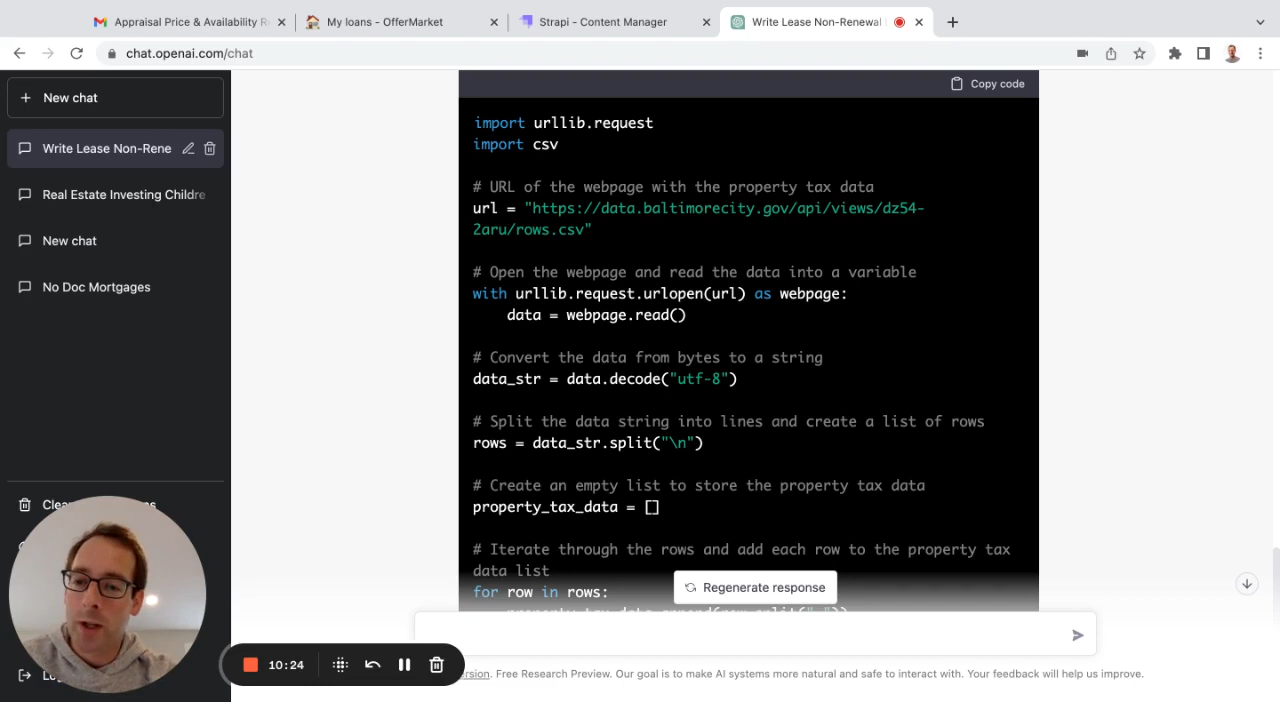 Appraisal Price & Availability R
My loans - OfferMarket
Strapi - Content Manager
Write Lease Non-Renewal
chat.openai.com/chat
New chat
Write Lease Non-Rene
Real Estate Investing Childre
New chat
No Doc Mortgages
Copy code
import urllib.request
import csv
# URL of the webpage with the property tax data
url = "https://data.baltimorecity.gov/api/views/dz54-
2aru/rows.csv"
# Open the webpage and read the data into a variable
with urllib.request.urlopen(url) as webpage:
data = webpage.read()
# Convert the data from bytes to a string
data_str = data.decode("utf-8")
# Split the data string into lines and create a list of rows
rows = data_str.split("\n")
# Create an empty list to store the property tax data
property_tax_data = []
# Iterate through the rows and add each row to the property tax
data list
for row in rows:
property_tax_data.append(row.split(","))
Regenerate response
10:24
Free Research Preview. Our goal is to make AI systems more natural and safe to interact with. Your feedback will help us improve.